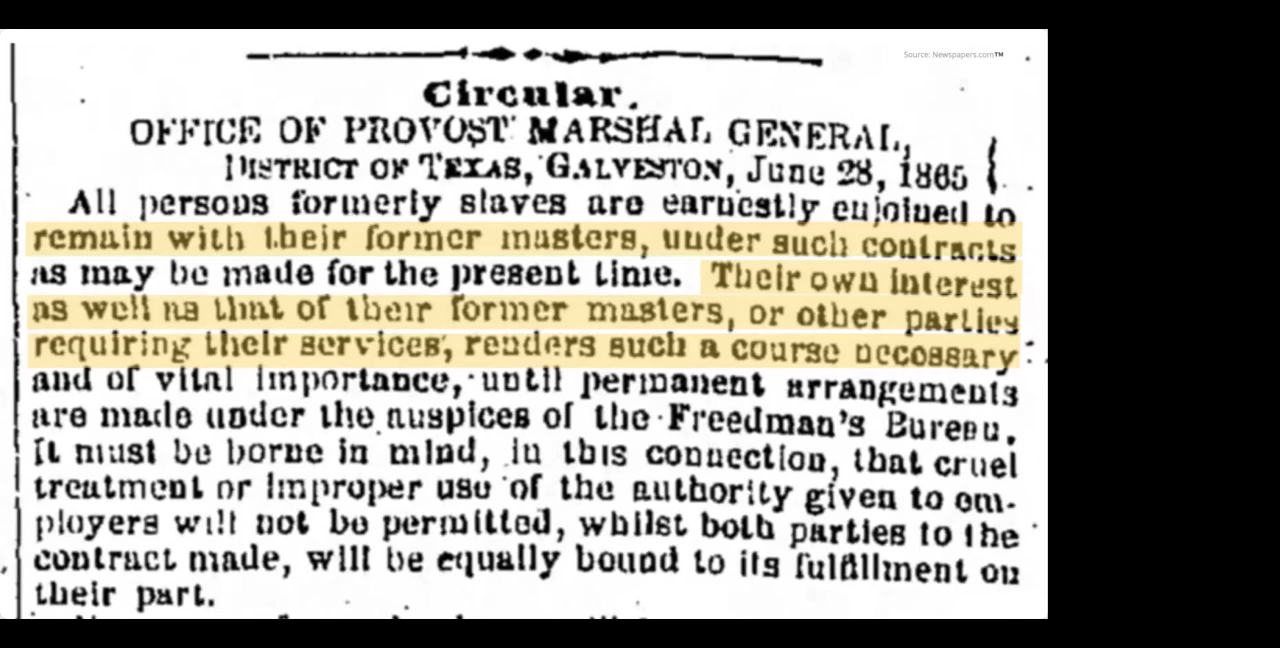 Source: Newspapers.com™
Circular.
OFFICE OF PROVOST MARSHAL GENERAL,
DISTRICT OF TEXAS, GALVESTON, June 28, 1865
All persons formerly slaves are earnestly enjoined to
remain with their former masters, under such contracts
as may be made for the present time. Their own interest
as well as that of their former masters, or other parties
requiring their services, renders such a course necessary
and of vital importance, until permanent arrangements
are made under the auspices of the Freedman's Bureau.
It must be borne in mind, in this connection, that cruel
treatment or improper use of the authority given to em-
ployers will not be permitted, whilst both parties to the
contract made, will be equally bound to its fulfillment on
their part.